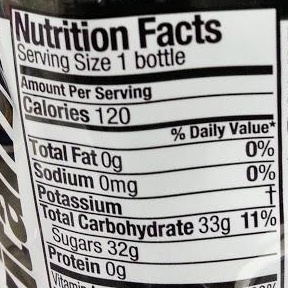 Nutrition Facts
Serving Size 1 bottle
Amount Per Serving
Calories 120
% Daily Value*
Total Fat 0g 0%
Sodium 0mg 0%
Potassium †
Total Carbohydrate 33g 11%
Sugars 32g
Protein 0g
Vitamin